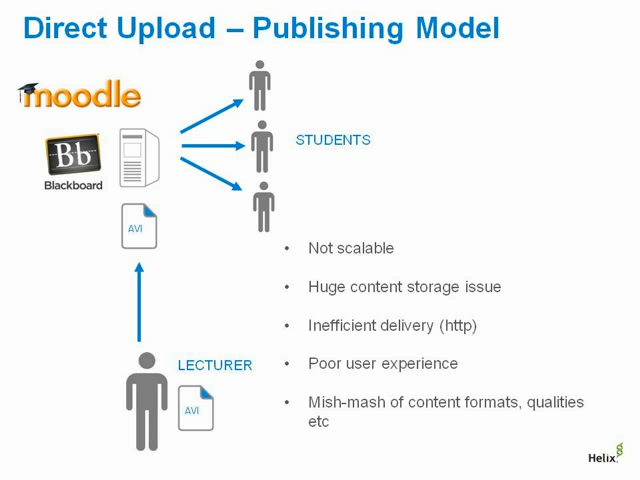 Direct Upload – Publishing Model
moodle
Bb
Blackboard
STUDENTS
AVI
• Not scalable
• Huge content storage issue
• Inefficient delivery (http)
• Poor user experience
• Mish-mash of content formats, qualities
etc
LECTURER
AVI
Helix